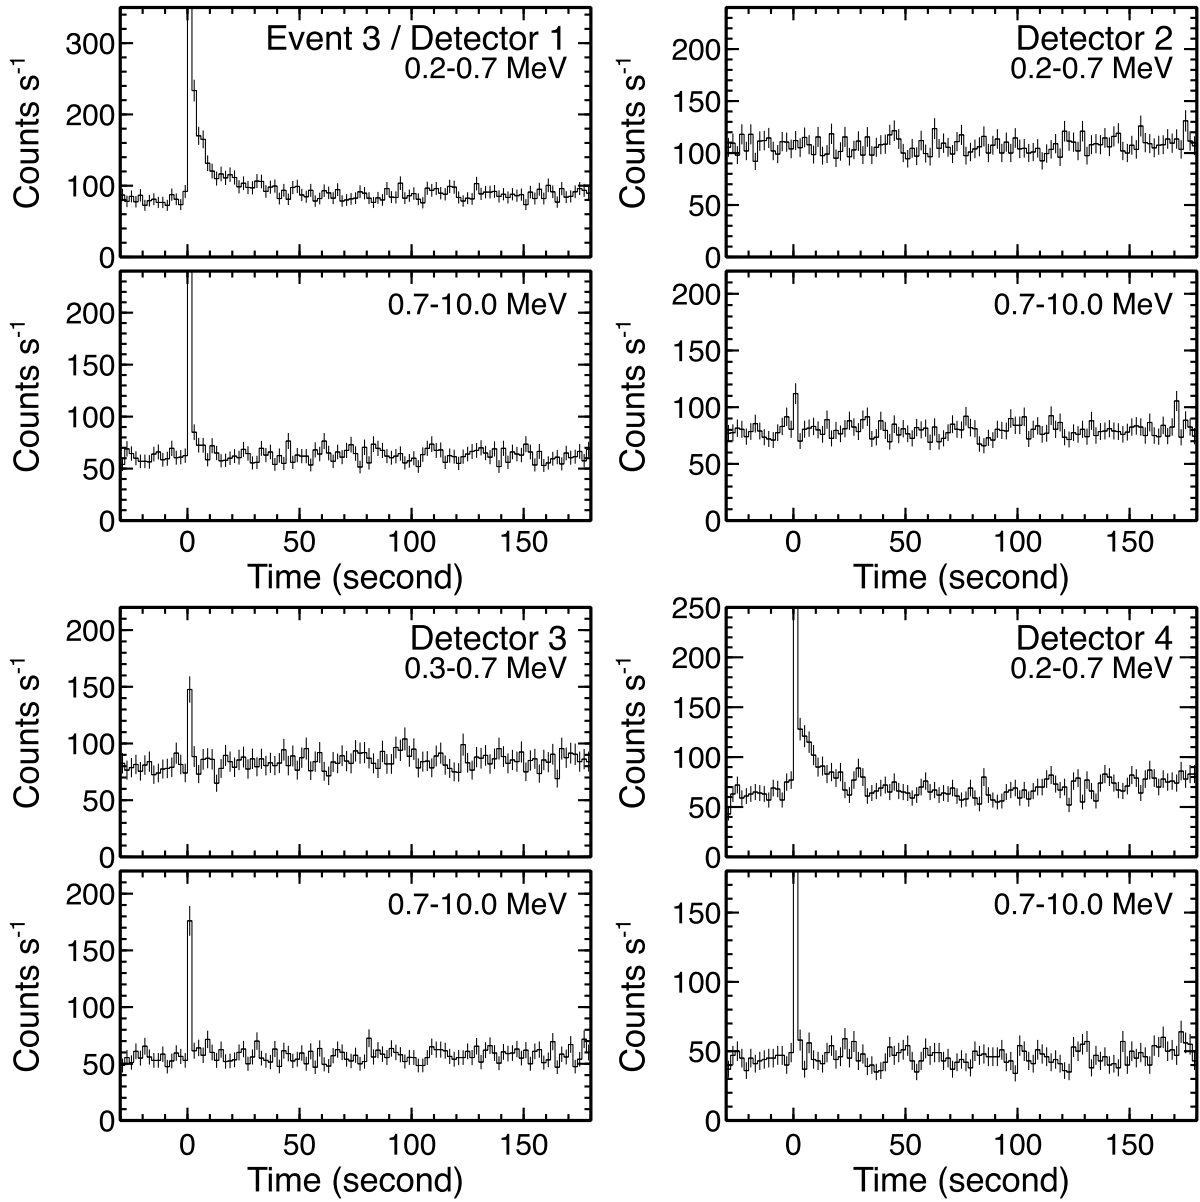 Event 3 / Detector 1
0.2-0.7 MeV
Counts s-1
300
200
100
0
Detector 2
0.2-0.7 MeV
Counts s-1
200
150
100
50
0
0.7-10.0 MeV
Counts s-1
200
150
100
50
0
0 50 100 150
Time (second)
0.7-10.0 MeV
Counts s-1
200
150
100
50
0
0 50 100 150
Time (second)
Detector 3
0.3-0.7 MeV
Counts s-1
200
150
100
50
0
Detector 4
0.2-0.7 MeV
Counts s-1
250
200
150
100
50
0
0.7-10.0 MeV
Counts s-1
200
150
100
50
0
0 50 100 150
Time (second)
0.7-10.0 MeV
Counts s-1
150
100
50
0
0 50 100 150
Time (second)